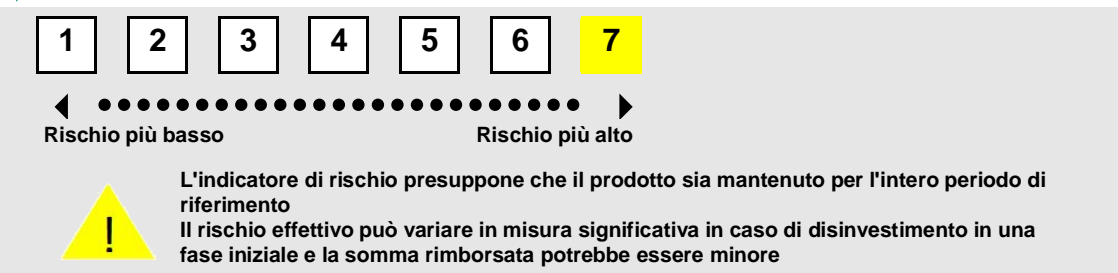 1 2 3 4 5 6 7
Rischio più basso Rischio più alto
L'indicatore di rischio presuppone che il prodotto sia mantenuto per l'intero periodo di
riferimento
Il rischio effettivo può variare in misura significativa in caso di disinvestimento in una
fase iniziale e la somma rimborsata potrebbe essere minore
!